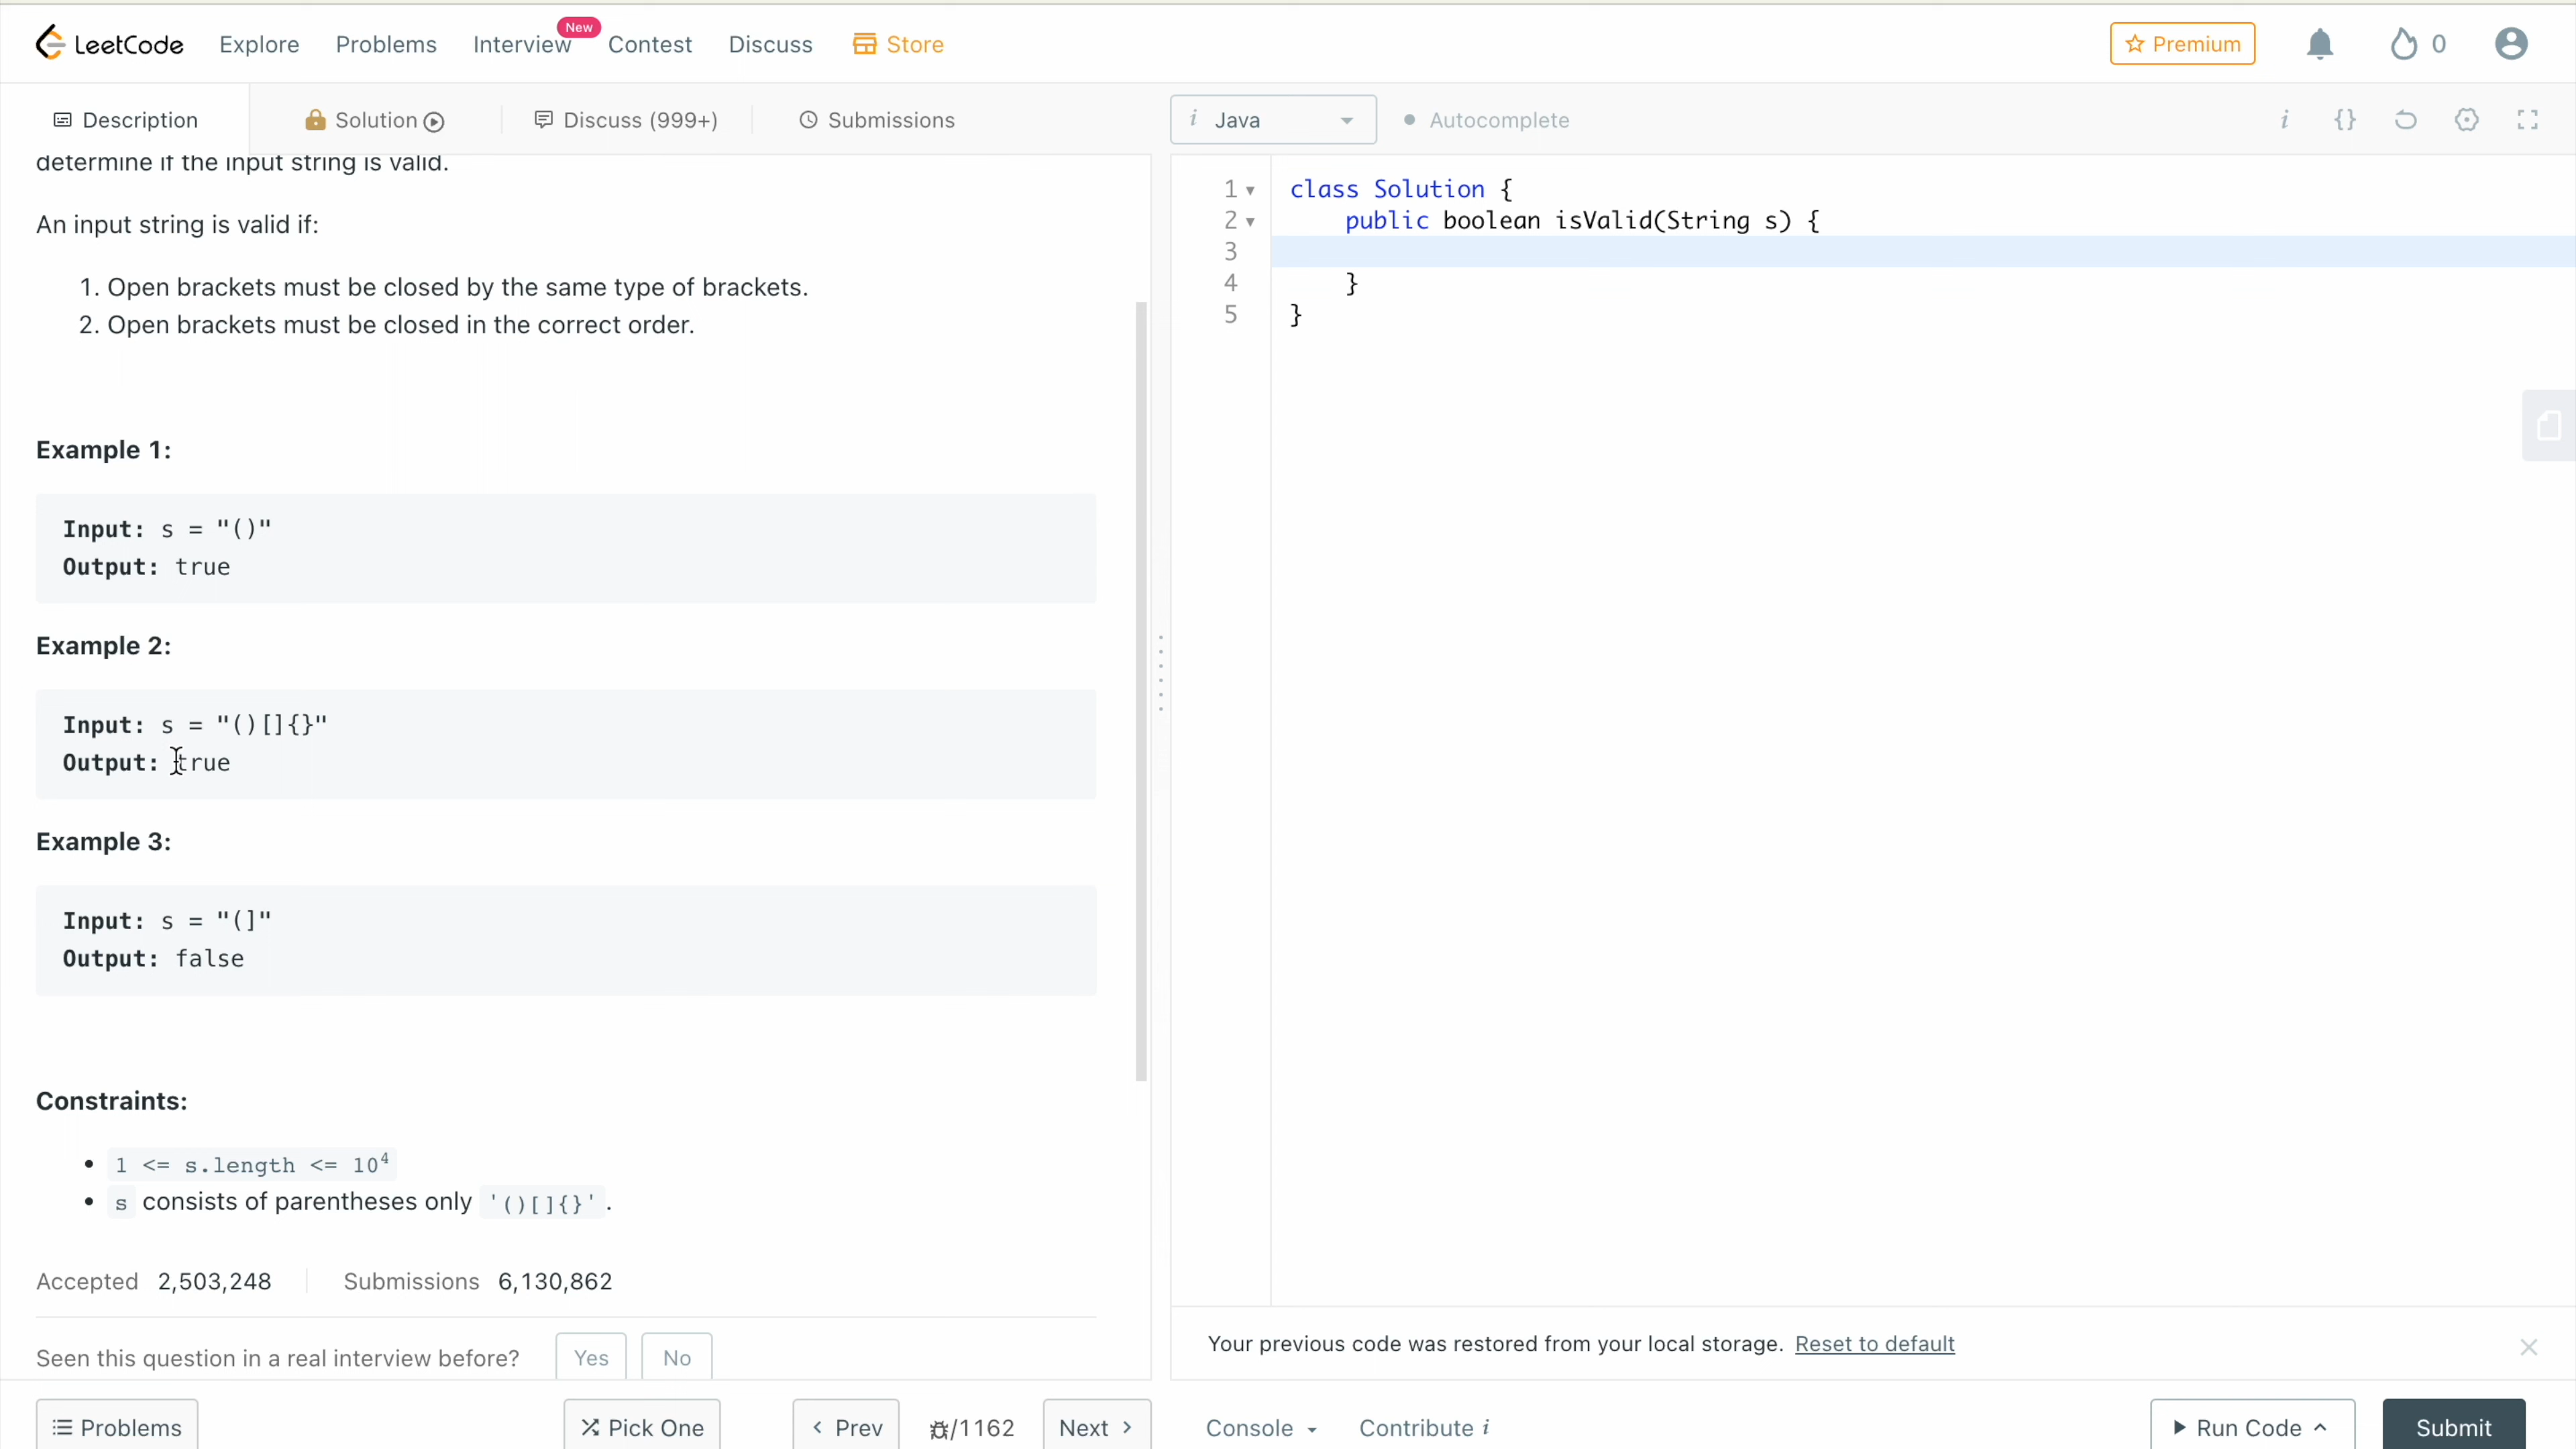 LeetCode Explore Problems Interview New Contest Discuss Store Premium 0
Description Solution Discuss (999+) Submissions
determine if the input string is valid.
An input string is valid if:
1. Open brackets must be closed by the same type of brackets.
2. Open brackets must be closed in the correct order.
Example 1:
Input: s = "()"
Output: true
Example 2:
Input: s = "()[]{}"
Output: true
Example 3:
Input: s = "(]"
Output: false
Constraints:
• 1 <= s.length <= 10⁴
• s consists of parentheses only '()[]{}'.
Accepted 2,503,248 Submissions 6,130,862
Seen this question in a real interview before? Yes No
Problems Pick One < Prev /1162 Next >
i Java Autocomplete i {}
1 class Solution {
2 public boolean isValid(String s) {
3
4 }
5 }
Your previous code was restored from your local storage. Reset to default
Console Contribute i Run Code Submit